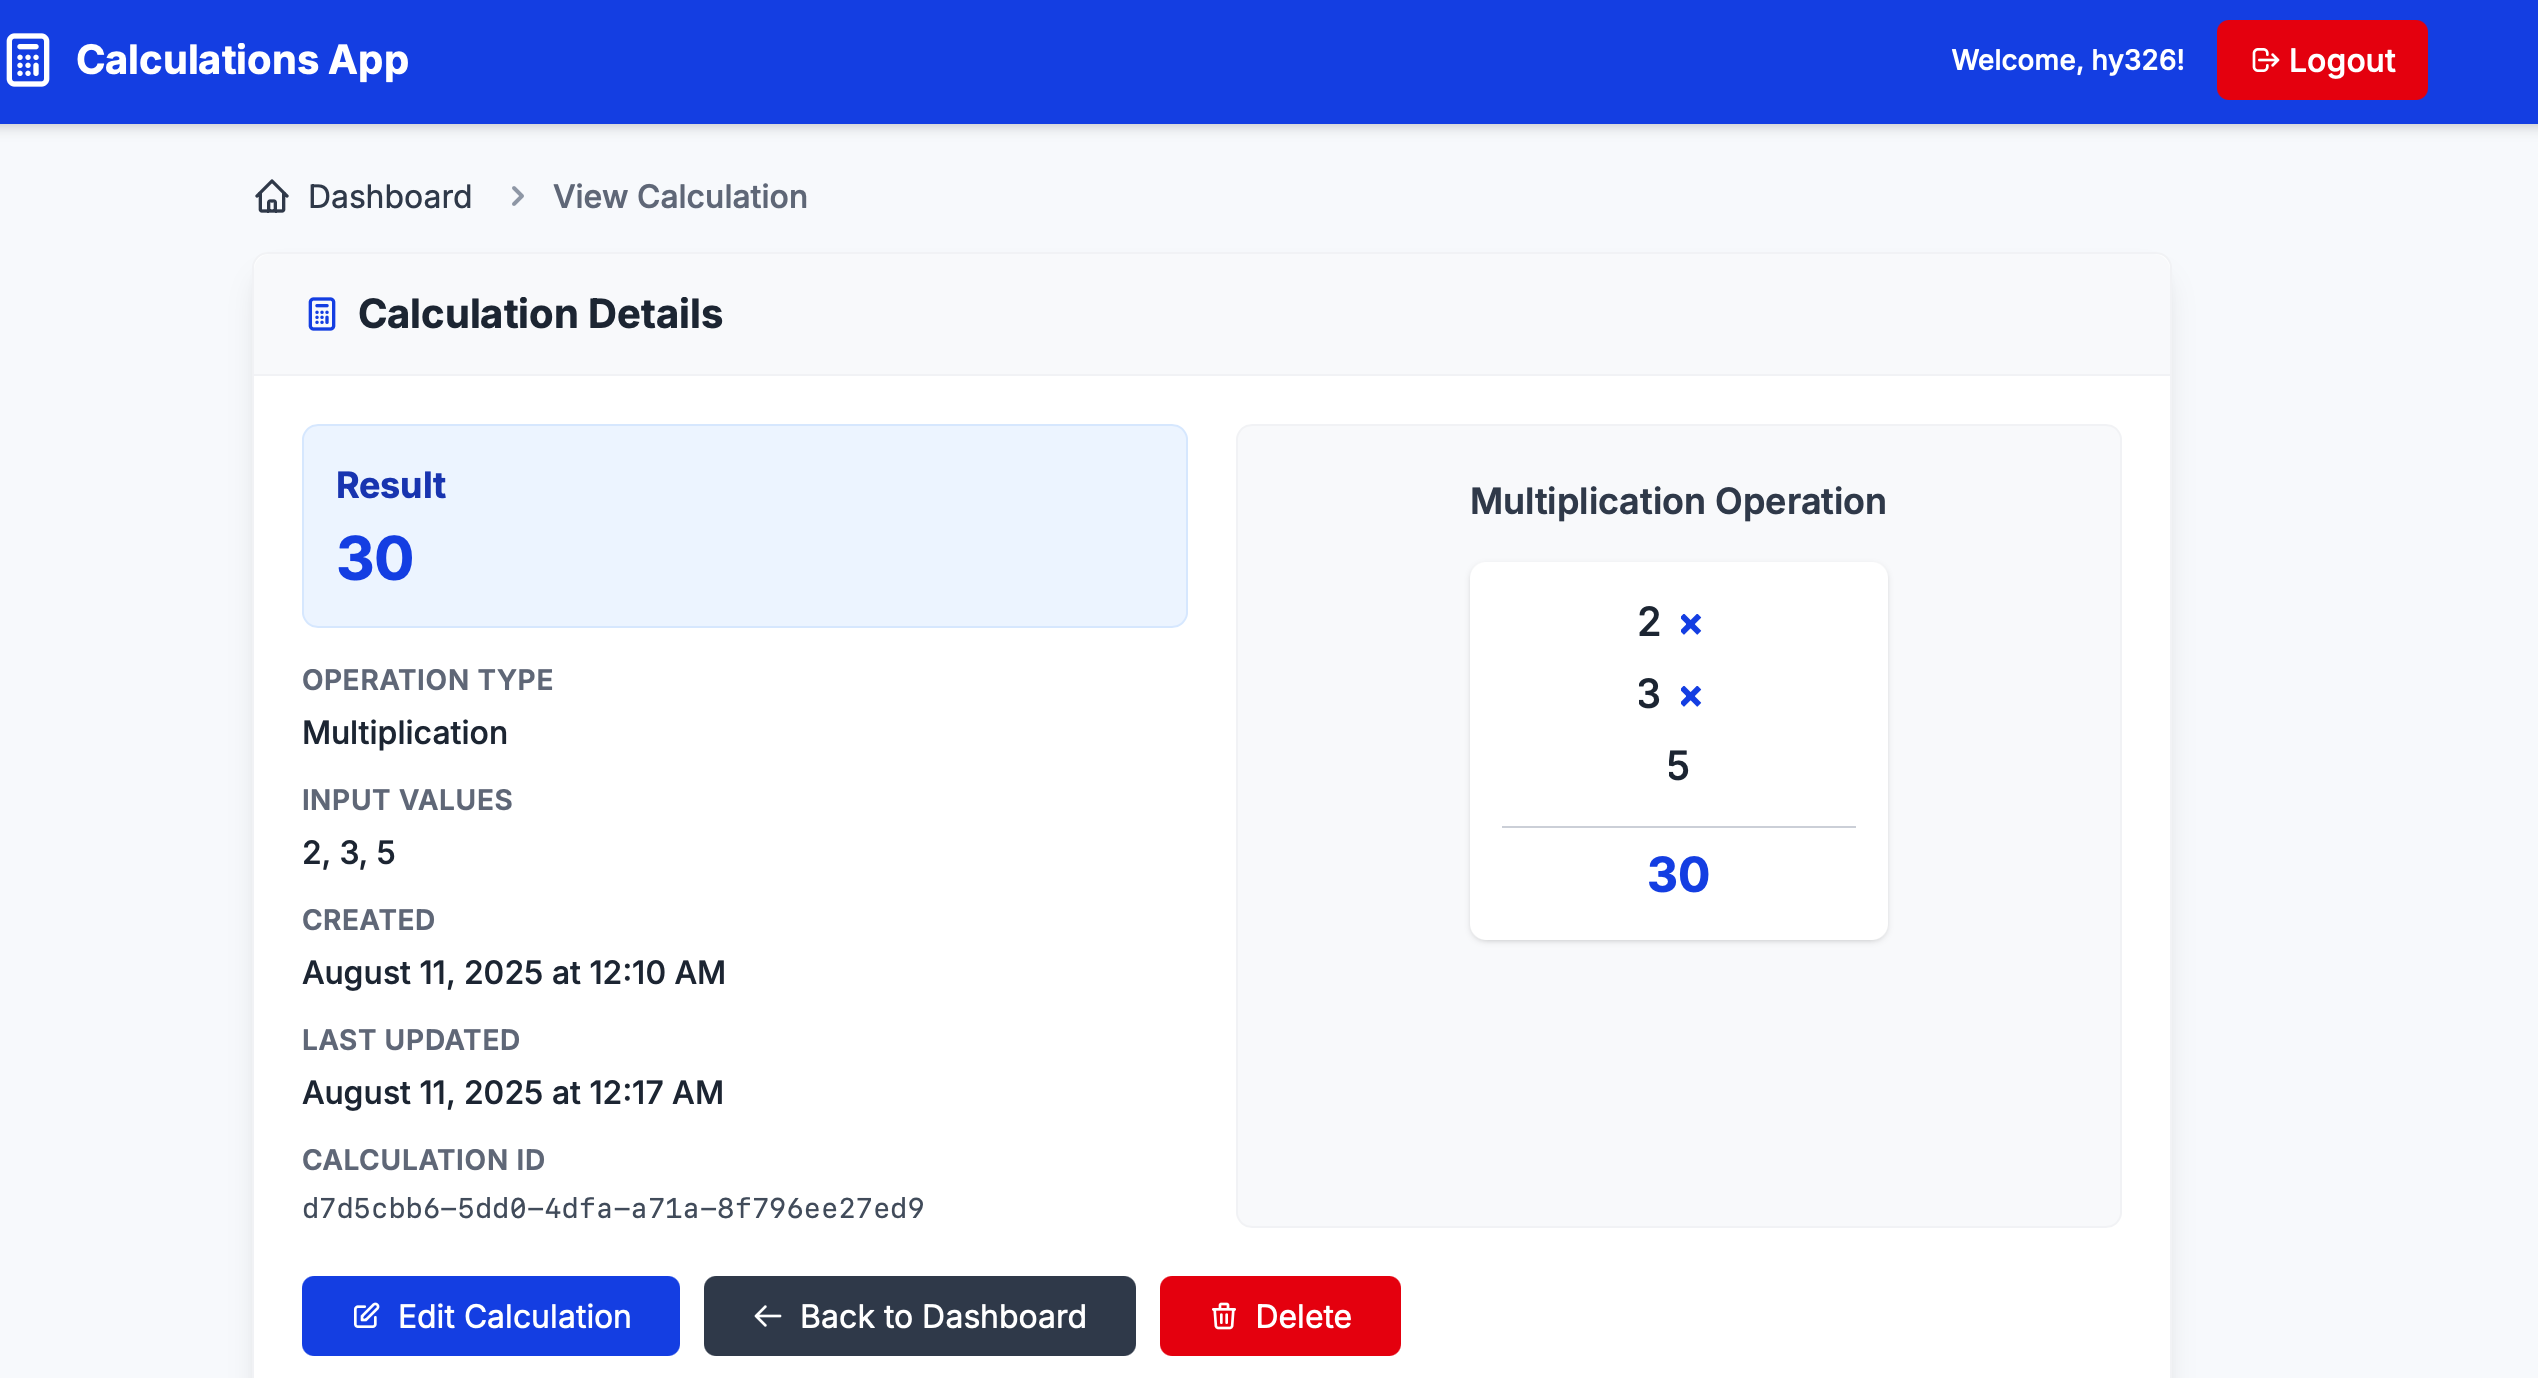 Calculations App
Welcome, hy326!
Logout
Dashboard > View Calculation
Calculation Details
Result
30
OPERATION TYPE
Multiplication
INPUT VALUES
2, 3, 5
CREATED
August 11, 2025 at 12:10 AM
LAST UPDATED
August 11, 2025 at 12:17 AM
CALCULATION ID
d7d5cbb6-5dd0-4dfa-a71a-8f796ee27ed9
Multiplication Operation
2 ×
3 ×
5
30
Edit Calculation
Back to Dashboard
Delete